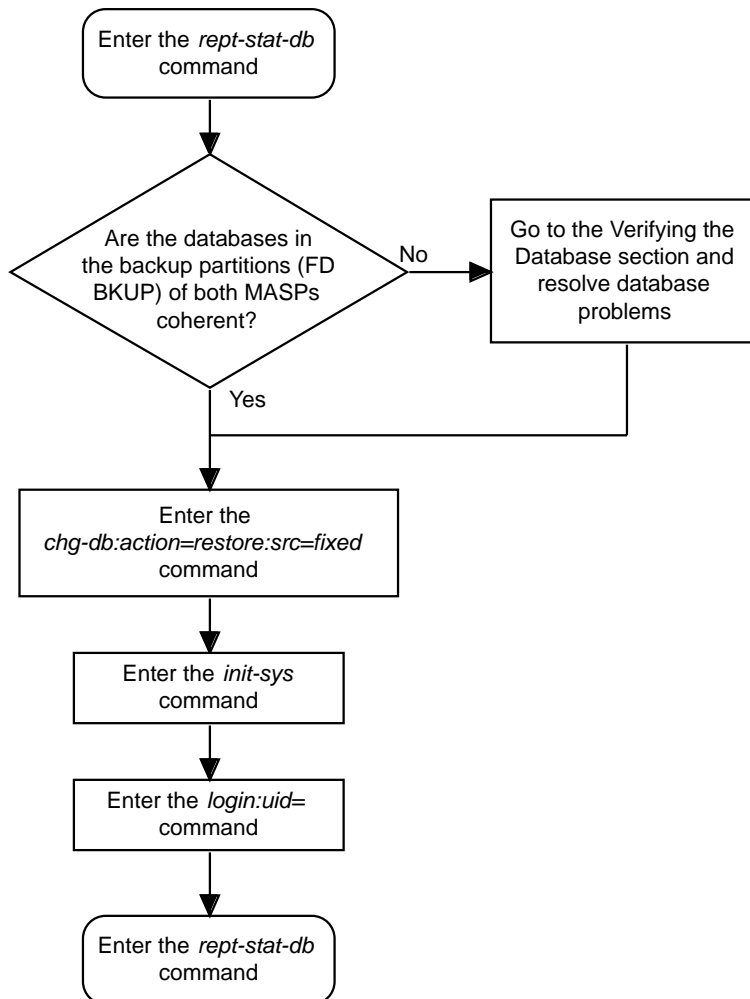 Enter the rept-stat-db
command
Are the databases in
the backup partitions (FD
BKUP) of both MASPs
coherent?
No
Go to the Verifying the
Database section and
resolve database
problems
Yes
Enter the
chg-db:action=restore:src=fixed
command
Enter the init-sys
command
Enter the login:uid=
command
Enter the rept-stat-db
command